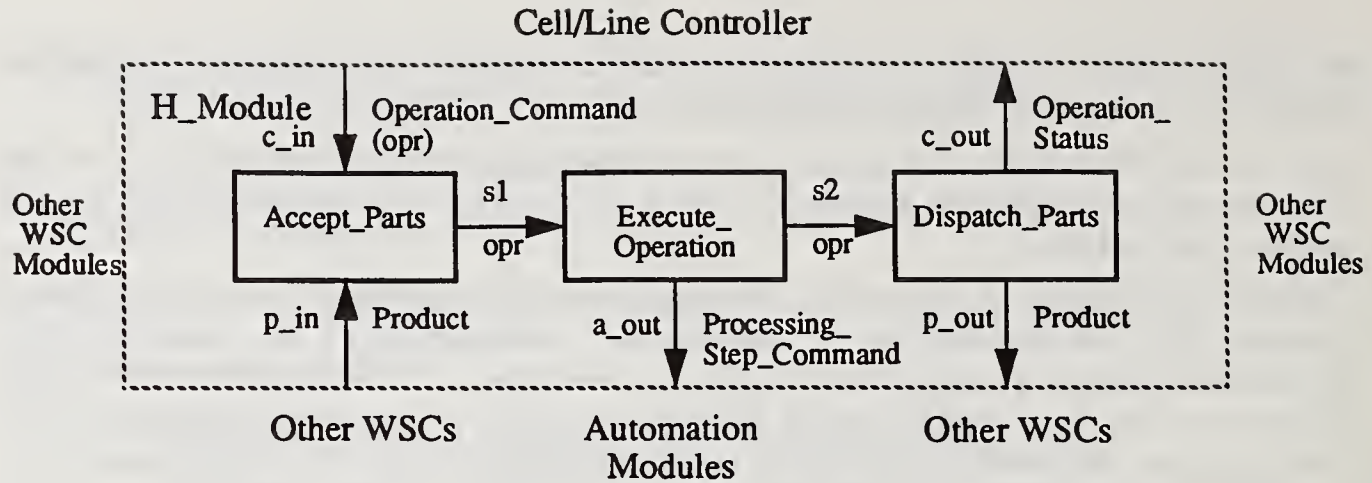 Cell/Line Controller
H_Module
c_in
Operation_Command
(opr)
c_out
Operation_
Status
Other
WSC
Modules
Accept_Parts
s1
opr
Execute_
Operation
s2
opr
Dispatch_Parts
Other
WSC
Modules
p_in
Product
a_out
Processing_
Step_Command
p_out
Product
Other WSCs
Automation
Modules
Other WSCs